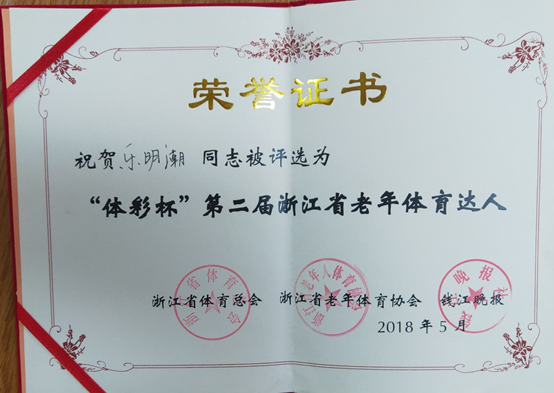 荣誉证书
祝贺乐明潮 同志被评选为
“体彩杯”第二届浙江省老年体育达人
浙江省体育总会 浙江省老年体育协会 钱江晚报
2018 年 5 月